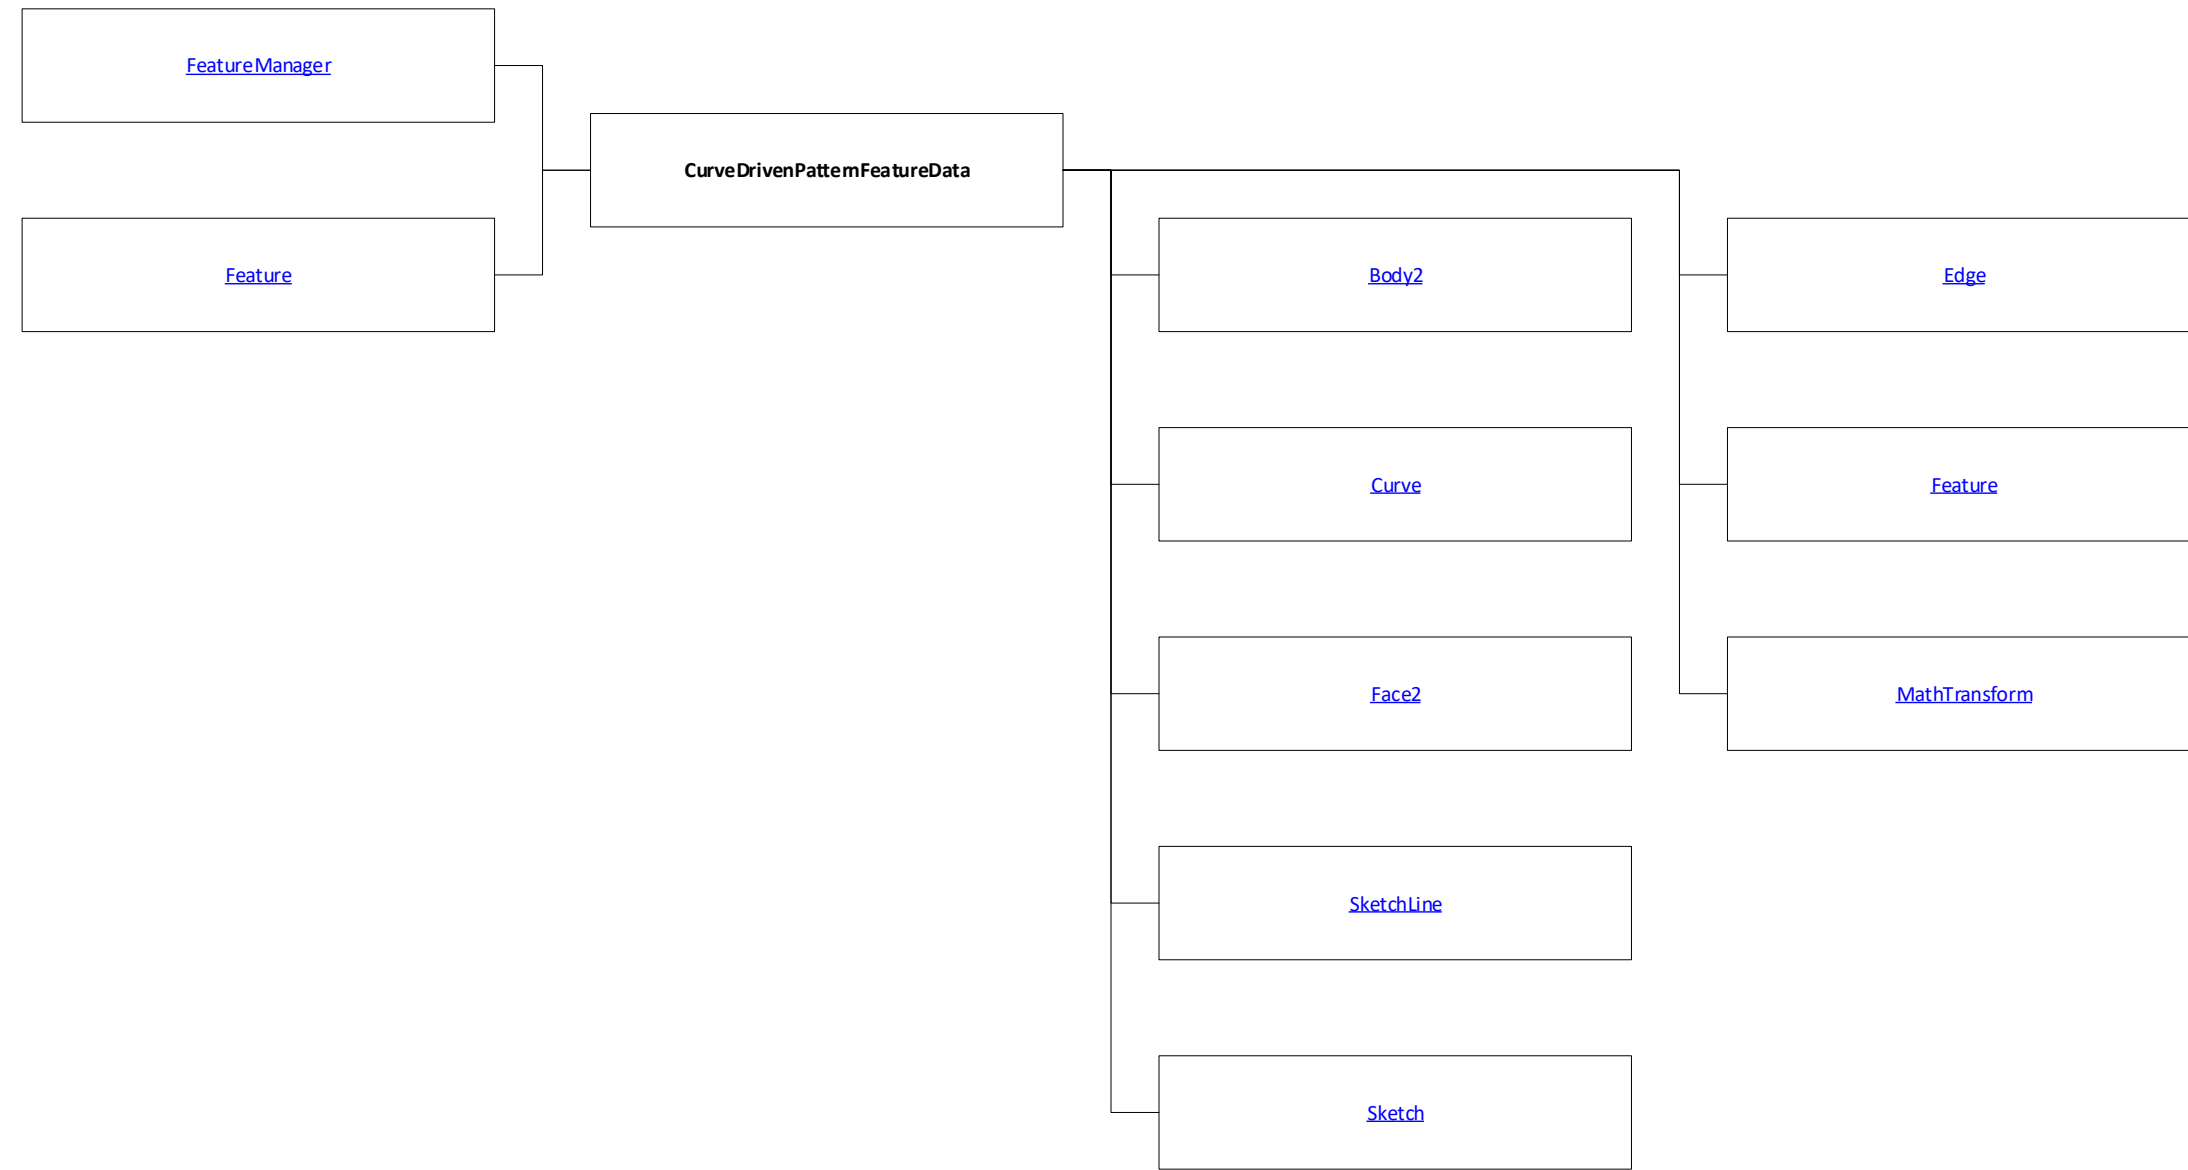 FeatureManager
CurveDrivenPatternFeatureData
Feature
Body2
Edge
Curve
Feature
Face2
MathTransform
SketchLine
Sketch